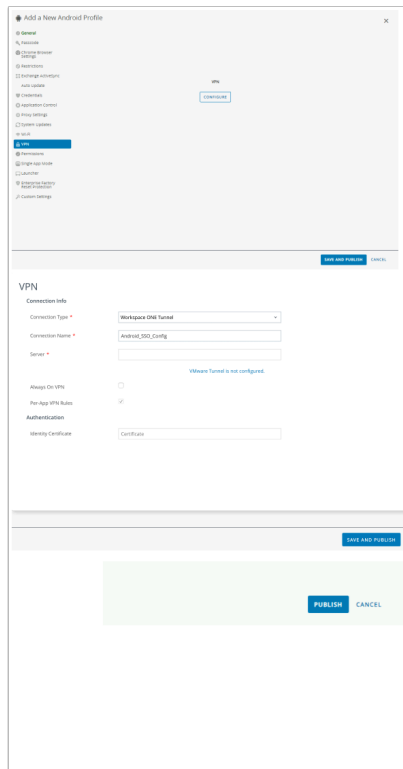 Add a New Android Profile
×
General
Passcode
Chrome Browser
Settings
Restrictions
Exchange ActiveSync
Auto Update
Credentials
Application Control
Proxy Settings
System Updates
Wi-Fi
VPN
Permissions
Single App Mode
Launcher
Enterprise Factory
Reset Protection
Custom Settings
VPN
CONFIGURE
SAVE AND PUBLISH CANCEL
VPN
Connection Info
Connection Type * Workspace ONE Tunnel
Connection Name * Android_SSO_Config
Server *
VMware Tunnel is not configured.
Always On VPN
Per-App VPN Rules
Authentication
Identity Certificate Certificate
SAVE AND PUBLISH
PUBLISH CANCEL